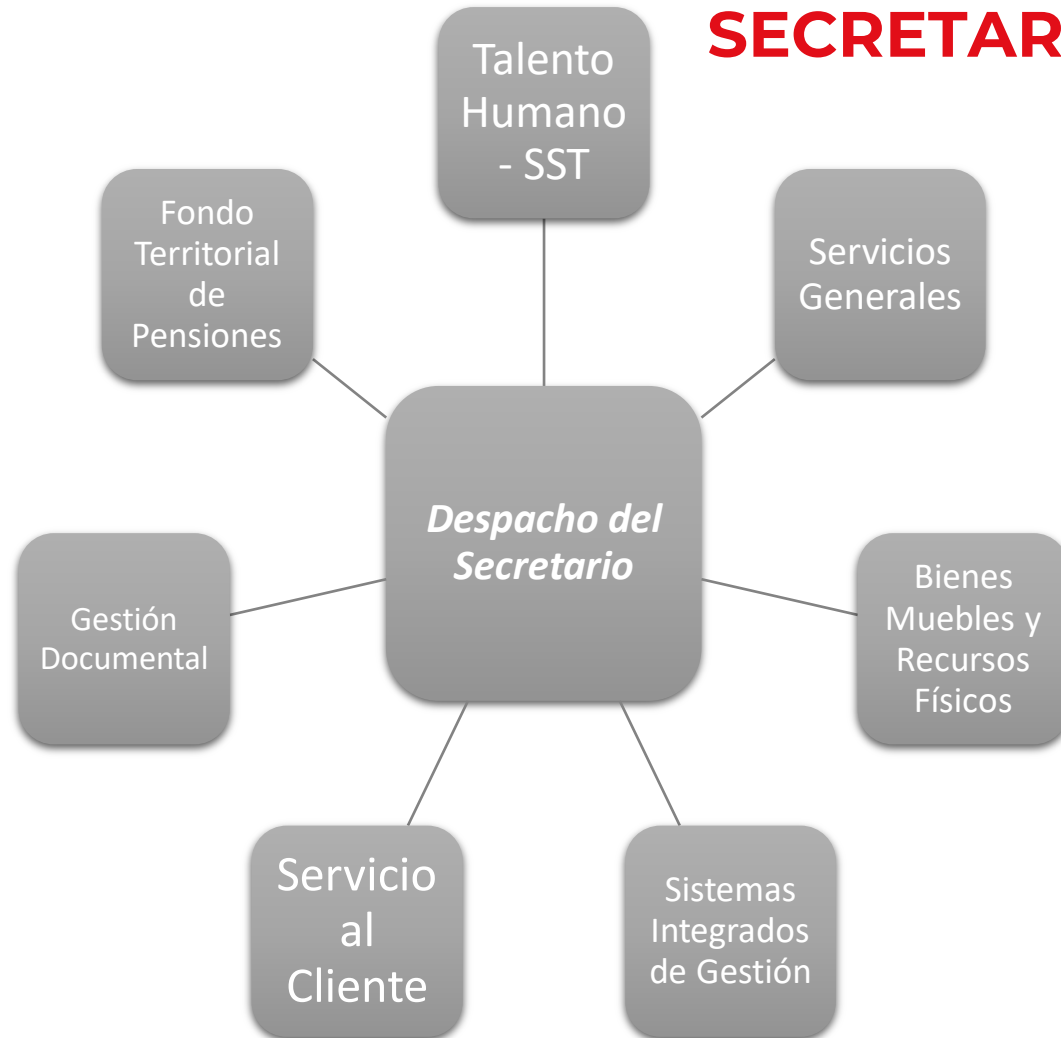 SECRETAR
Talento
Humano
- SST
Fondo
Territorial
de
Pensiones
Servicios
Generales
Despacho del
Secretario
Gestión
Documental
Bienes
Muebles y
Recursos
Físicos
Servicio
al
Cliente
Sistemas
Integrados
de Gestión